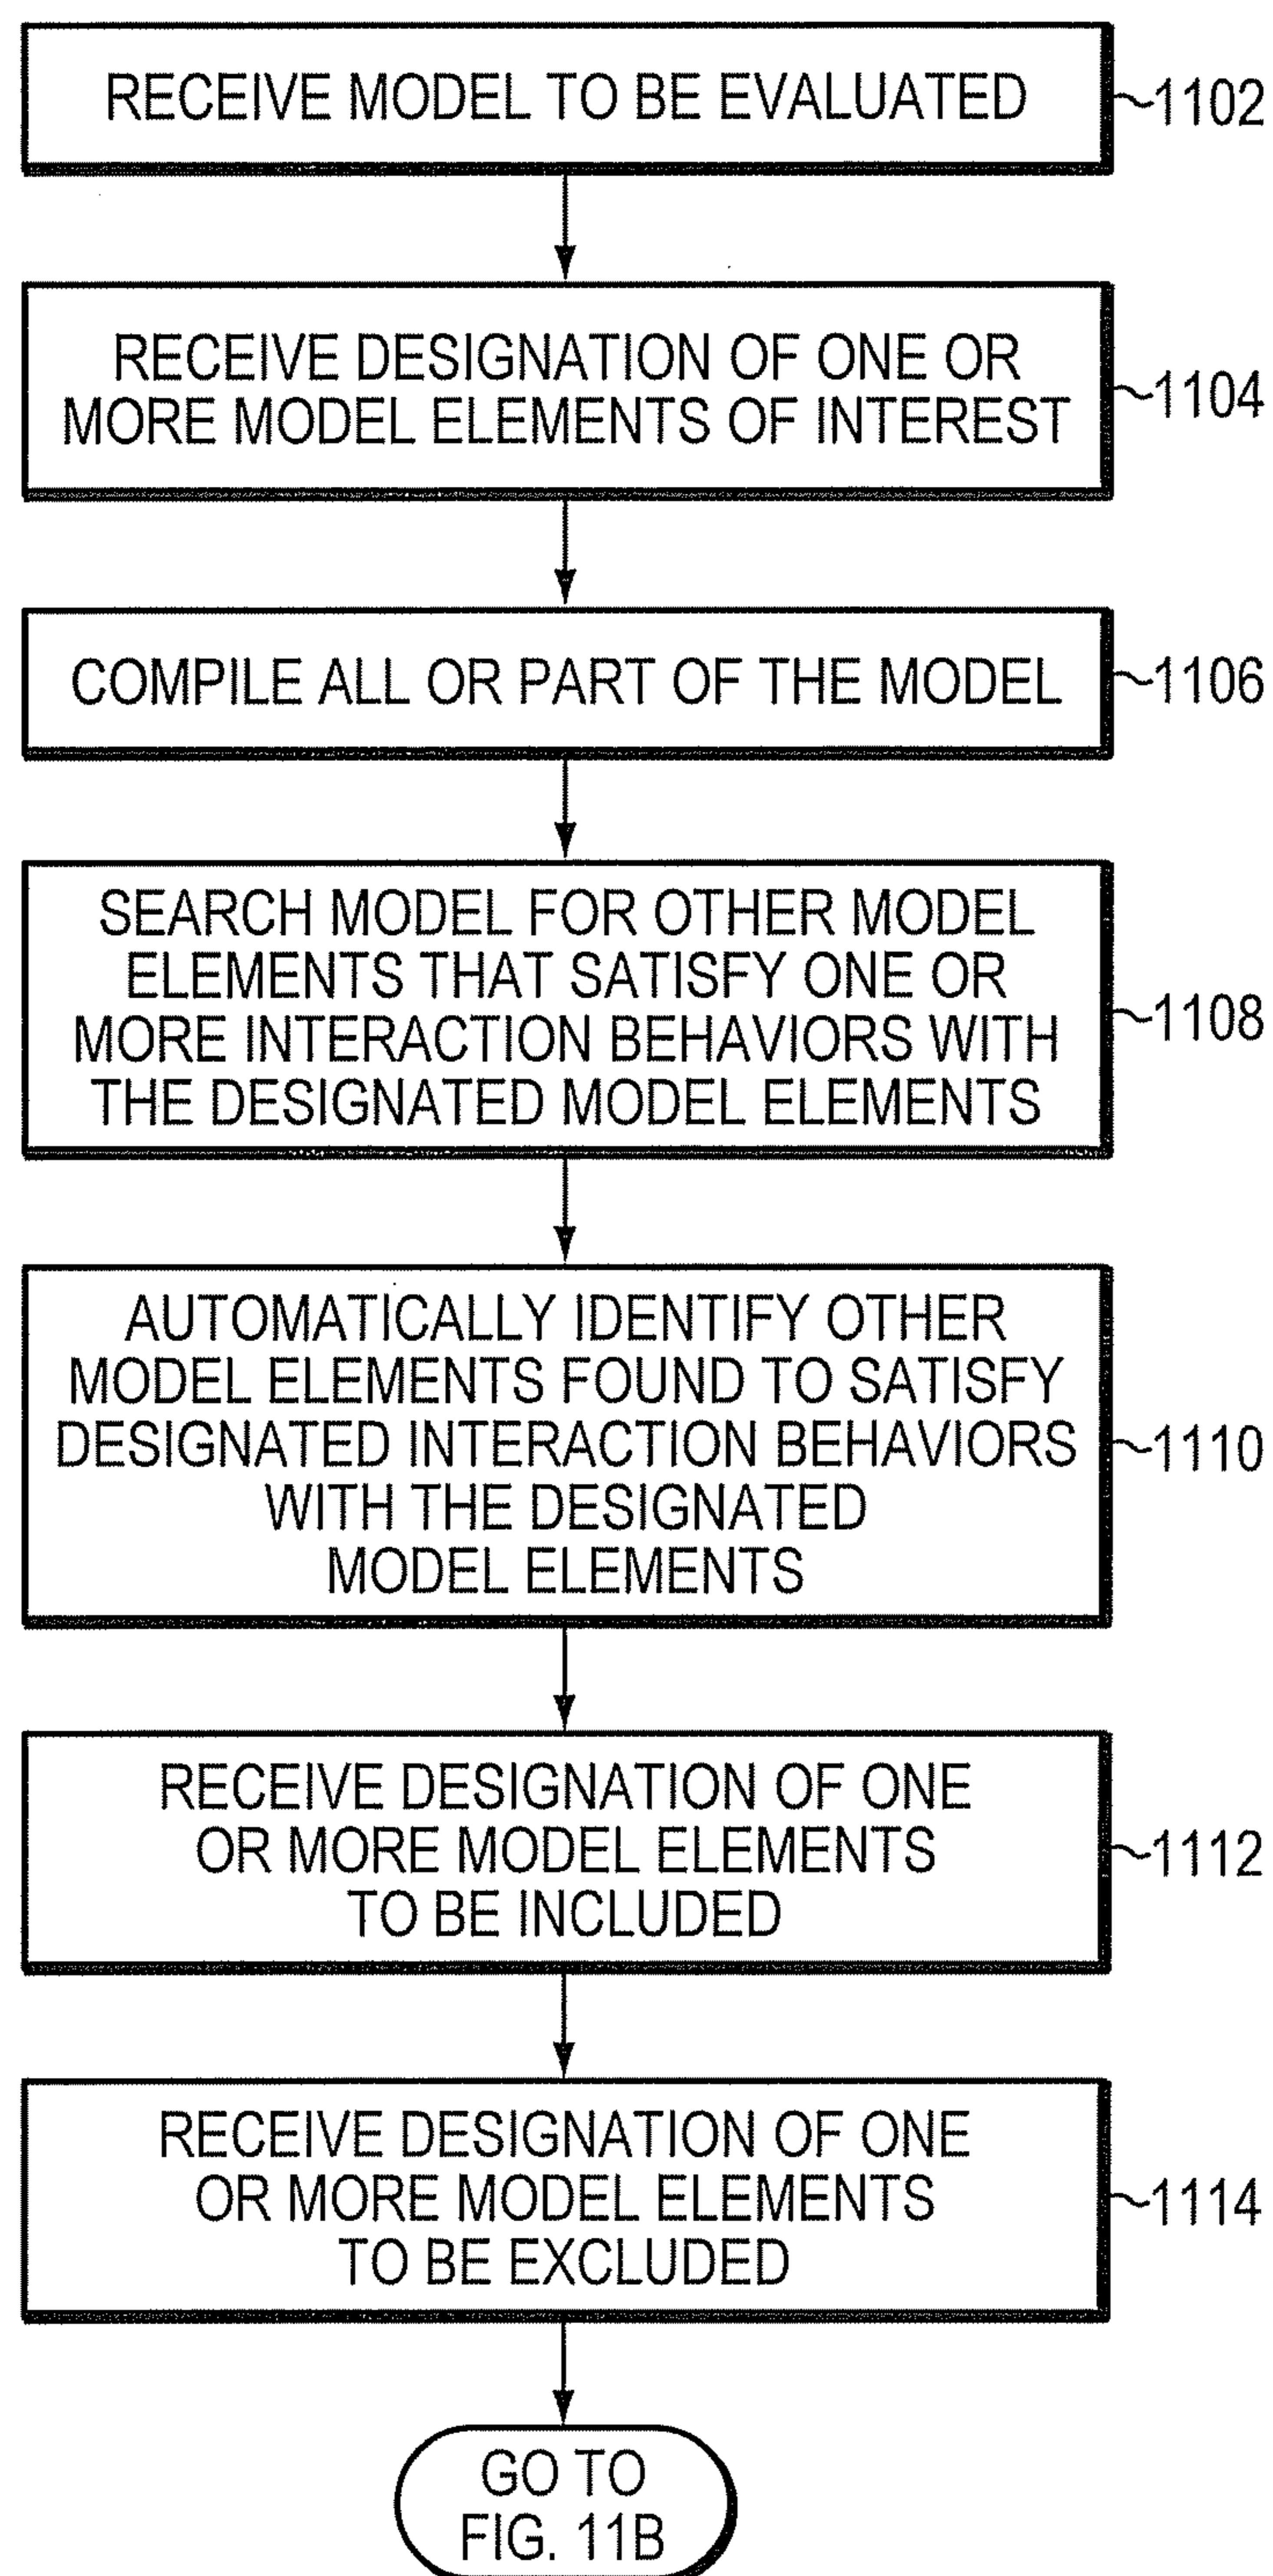 RECEIVE MODEL TO BE EVALUATED
1102
RECEIVE DESIGNATION OF ONE OR
MORE MODEL ELEMENTS OF INTEREST
1104
COMPILE ALL OR PART OF THE MODEL
1106
SEARCH MODEL FOR OTHER MODEL
ELEMENTS THAT SATISFY ONE OR
MORE INTERACTION BEHAVIORS WITH
THE DESIGNATED MODEL ELEMENTS
1108
AUTOMATICALLY IDENTIFY OTHER
MODEL ELEMENTS FOUND TO SATISFY
DESIGNATED INTERACTION BEHAVIORS
WITH THE DESIGNATED
MODEL ELEMENTS
1110
RECEIVE DESIGNATION OF ONE
OR MORE MODEL ELEMENTS
TO BE INCLUDED
1112
RECEIVE DESIGNATION OF ONE
OR MORE MODEL ELEMENTS
TO BE EXCLUDED
1114
GO TO
FIG. 11B